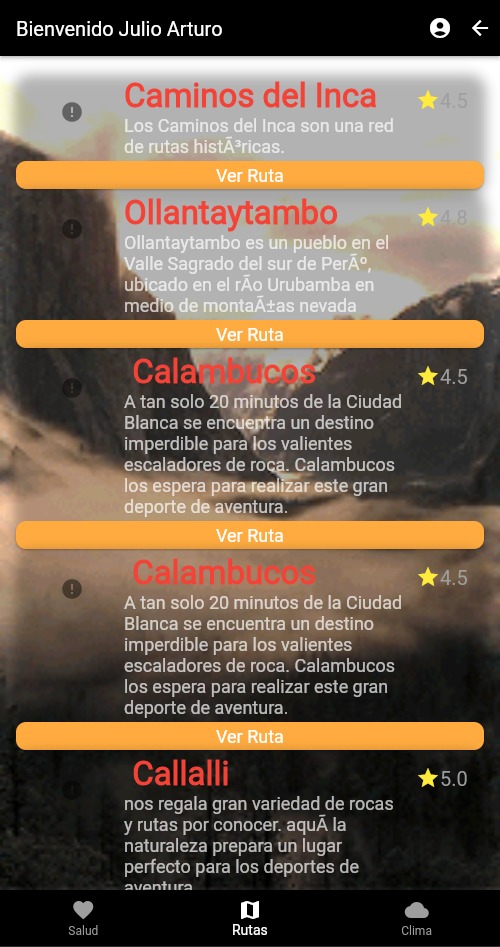 Bienvenido Julio Arturo
Caminos del Inca
4.5
Los Caminos del Inca son una red
de rutas histÃ³ricas.
Ver Ruta
Ollantaytambo
4.8
Ollantaytambo es un pueblo en el
Valle Sagrado del sur de PerÃº,
ubicado en el rÃ­o Urubamba en
medio de montaÃ±as nevada
Ver Ruta
Calambucos
4.5
A tan solo 20 minutos de la Ciudad
Blanca se encuentra un destino
imperdible para los valientes
escaladores de roca. Calambucos
los espera para realizar este gran
deporte de aventura.
Ver Ruta
Calambucos
4.5
A tan solo 20 minutos de la Ciudad
Blanca se encuentra un destino
imperdible para los valientes
escaladores de roca. Calambucos
los espera para realizar este gran
deporte de aventura.
Ver Ruta
Callalli
5.0
nos regala gran variedad de rocas
y rutas por conocer. aquÃ­ la
naturaleza prepara un lugar
perfecto para los deportes de
aventura
Salud
Rutas
Clima